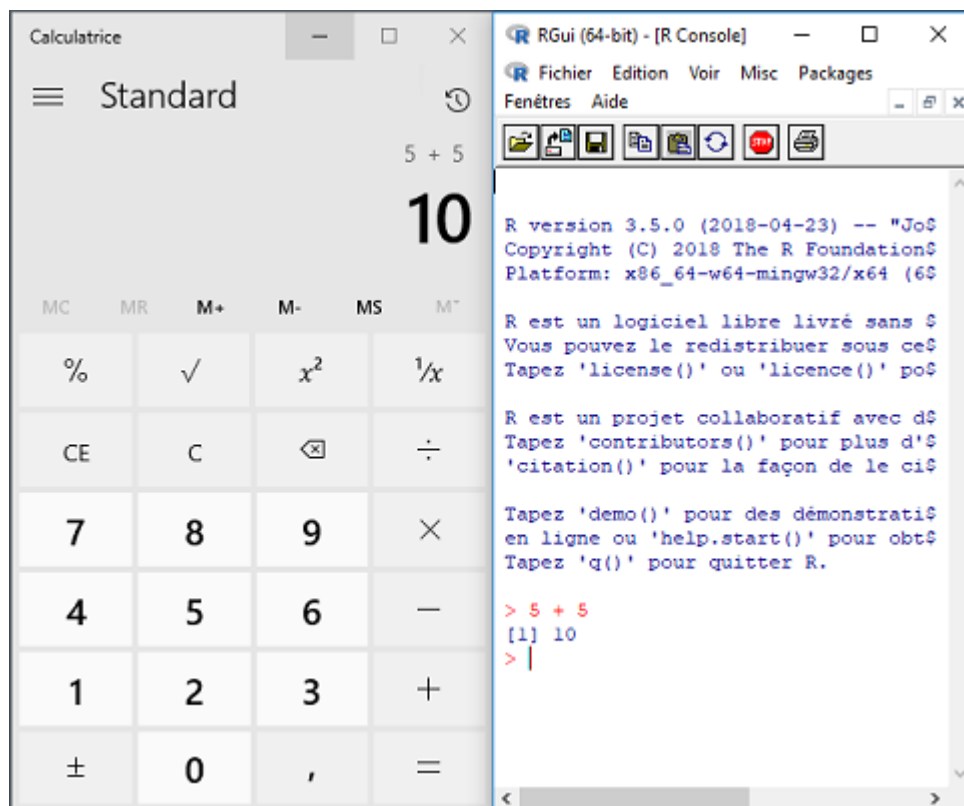 Calculatrice
Standard
5 + 5
10
MC MR M+ M- MS M˅
% √ x² ¹/x
CE C ÷
7 8 9 ×
4 5 6 −
1 2 3 +
± 0 , =
RGui (64-bit) - [R Console]
Fichier Edition Voir Misc Packages
Fenêtres Aide
STOP
R version 3.5.0 (2018-04-23) -- "Jo$
Copyright (C) 2018 The R Foundation$
Platform: x86_64-w64-mingw32/x64 (6$
R est un logiciel libre livré sans $
Vous pouvez le redistribuer sous ce$
Tapez 'license()' ou 'licence()' po$
R est un projet collaboratif avec d$
Tapez 'contributors()' pour plus d'$
'citation()' pour la façon de le ci$
Tapez 'demo()' pour des démonstrati$
en ligne ou 'help.start()' pour obt$
Tapez 'q()' pour quitter R.
> 5 + 5
[1] 10
>